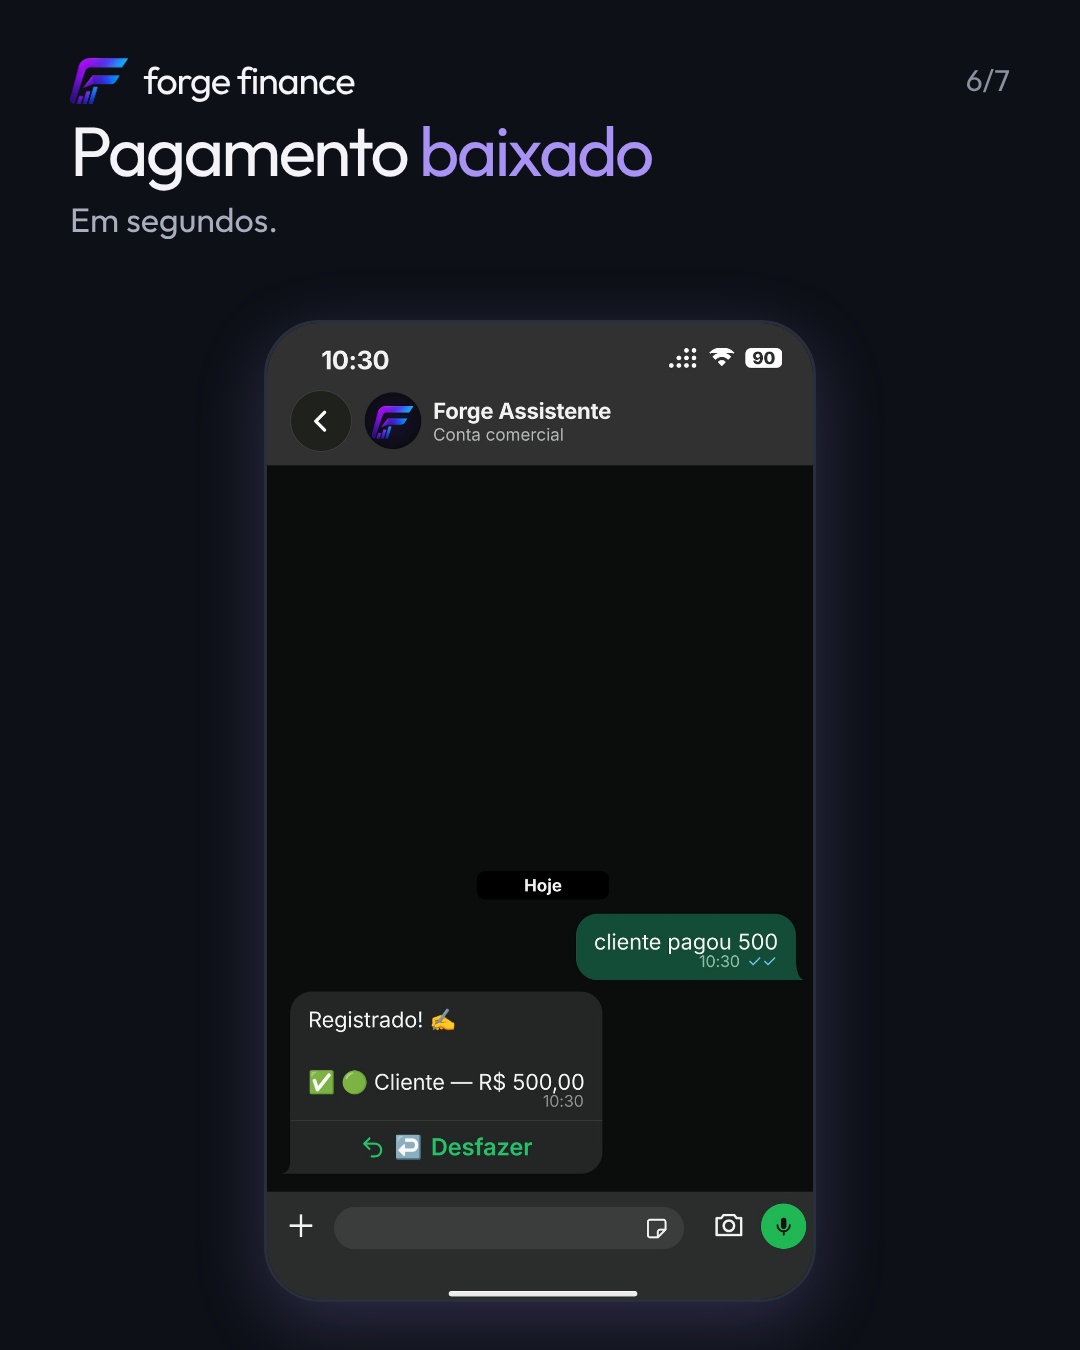 forge finance
6/7
Pagamento baixado
Em segundos.
10:30
90
Forge Assistente
Conta comercial
Hoje
cliente pagou 500
10:30 ✓✓
Registrado! ✍️
✅ 🟢 Cliente — R$ 500,00
10:30
↩️ Desfazer